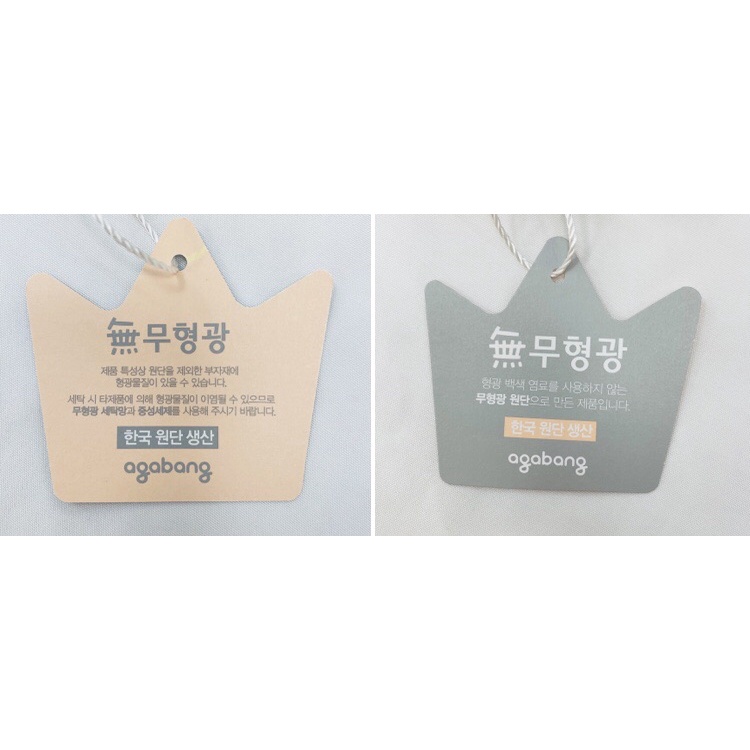 無무형광
제품 특성상 원단을 제외한 부자재에
형광물질이 있을 수 있습니다.
세탁 시 타제품에 의해 형광물질이 이염될 수 있으므로
무형광 세탁망과 중성세제를 사용해 주시기 바랍니다.
한국 원단 생산
agabang
無무형광
형광 백색 염료를 사용하지 않는
무형광 원단으로 만든 제품입니다.
한국 원단 생산
agabang